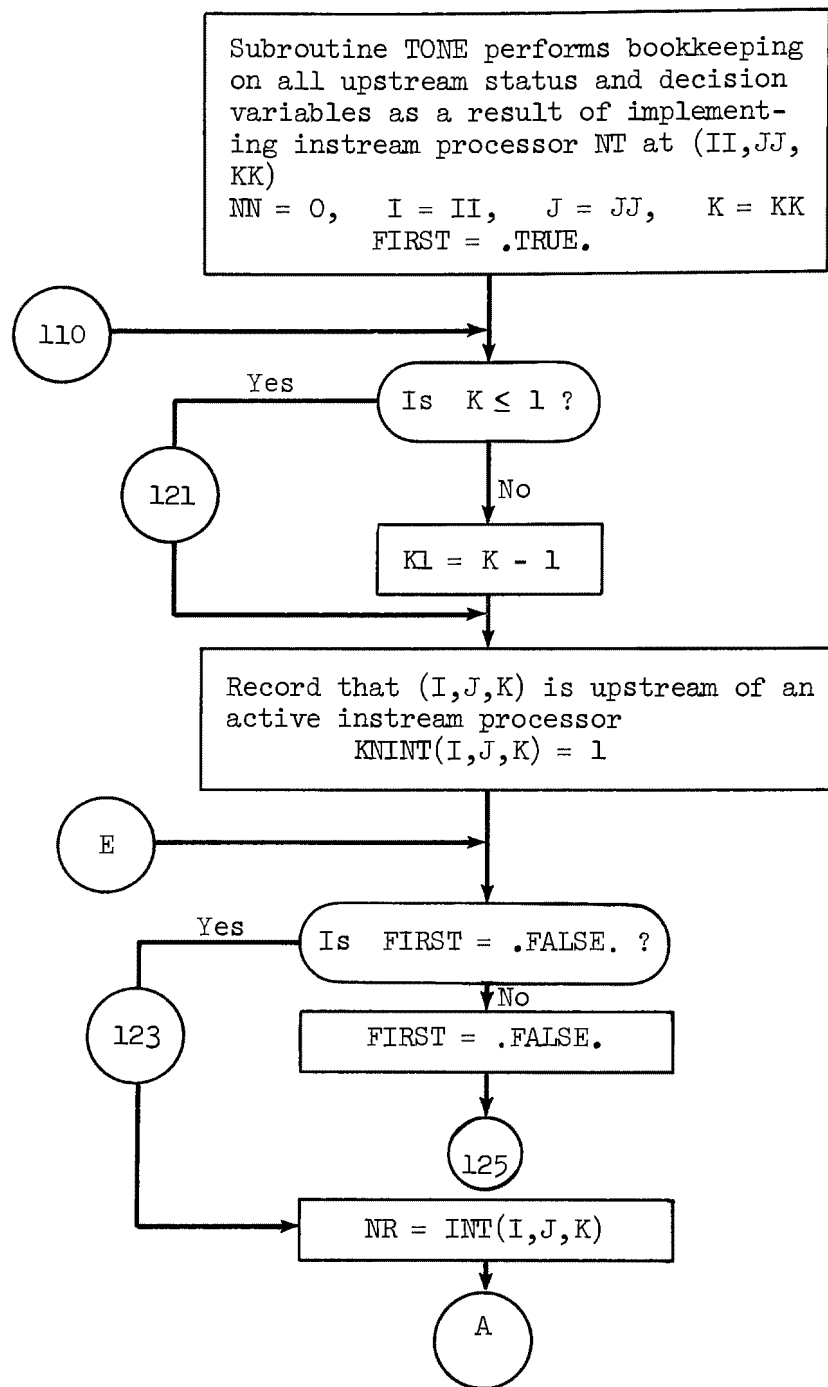 Subroutine TONE performs bookkeeping
on all upstream status and decision
variables as a result of implement-
ing instream processor NT at (II,JJ,
KK)
NN = 0, I = II, J = JJ, K = KK
FIRST = .TRUE.
110
Yes
Is K ≤ 1 ?
121
No
K1 = K - 1
Record that (I,J,K) is upstream of an
active instream processor
KNINT(I,J,K) = 1
E
Yes
Is FIRST = .FALSE. ?
No
123
FIRST = .FALSE.
125
NR = INT(I,J,K)
A